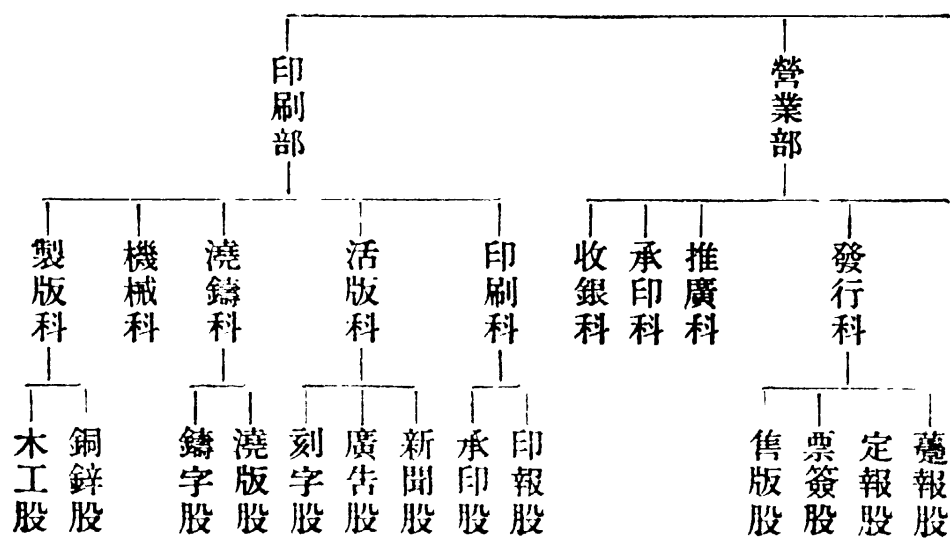 營業部
發行科
躉報股
定報股
票簽股
售版股
推廣科
承印科
收銀科
印刷部
印刷科
印報股
承印股
活版科
新聞股
廣告股
刻字股
澆鑄科
澆版股
鑄字股
機械科
製版科
銅鋅股
木工股